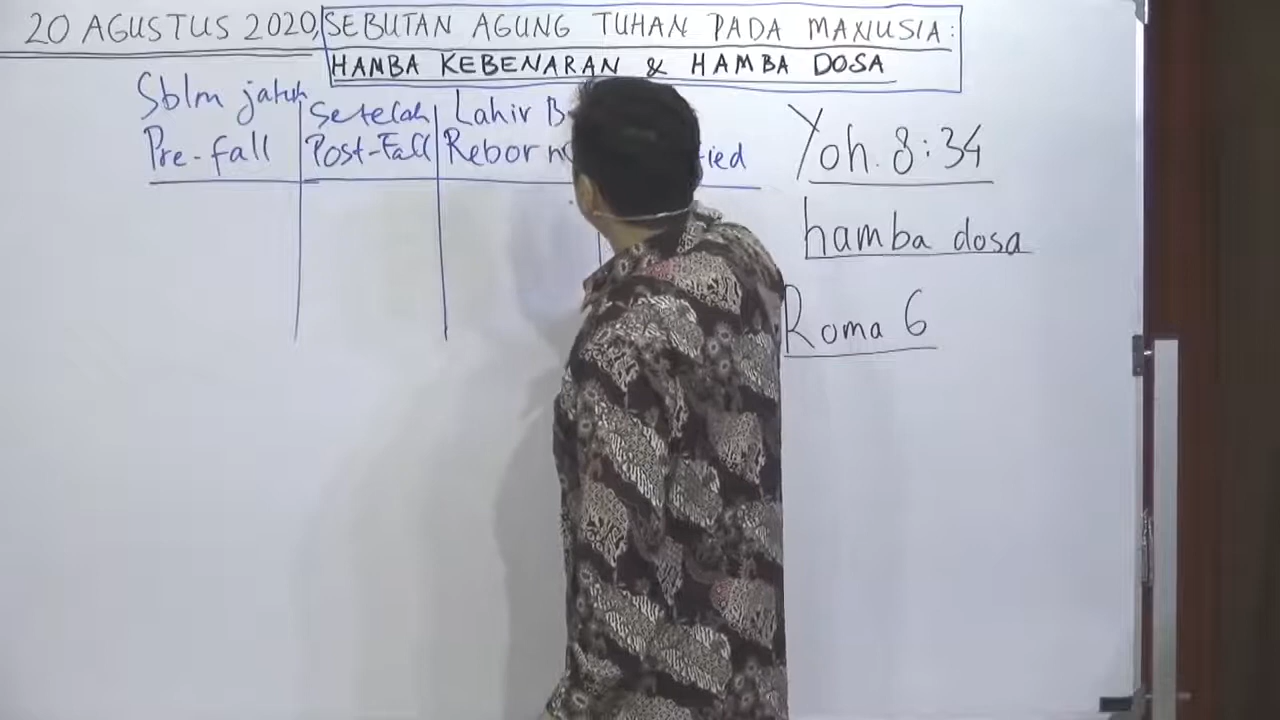 20 AGUSTUS 2020, SEBUTAN AGUNG TUHAN PADA MANUSIA:
HAMBA KEBENARAN & HAMBA DOSA
Sblm jatuh
Pre-fall
Setelah
Post-Fall
Lahir B
Reborn
ied
Yoh. 8:34
hamba dosa
Roma 6